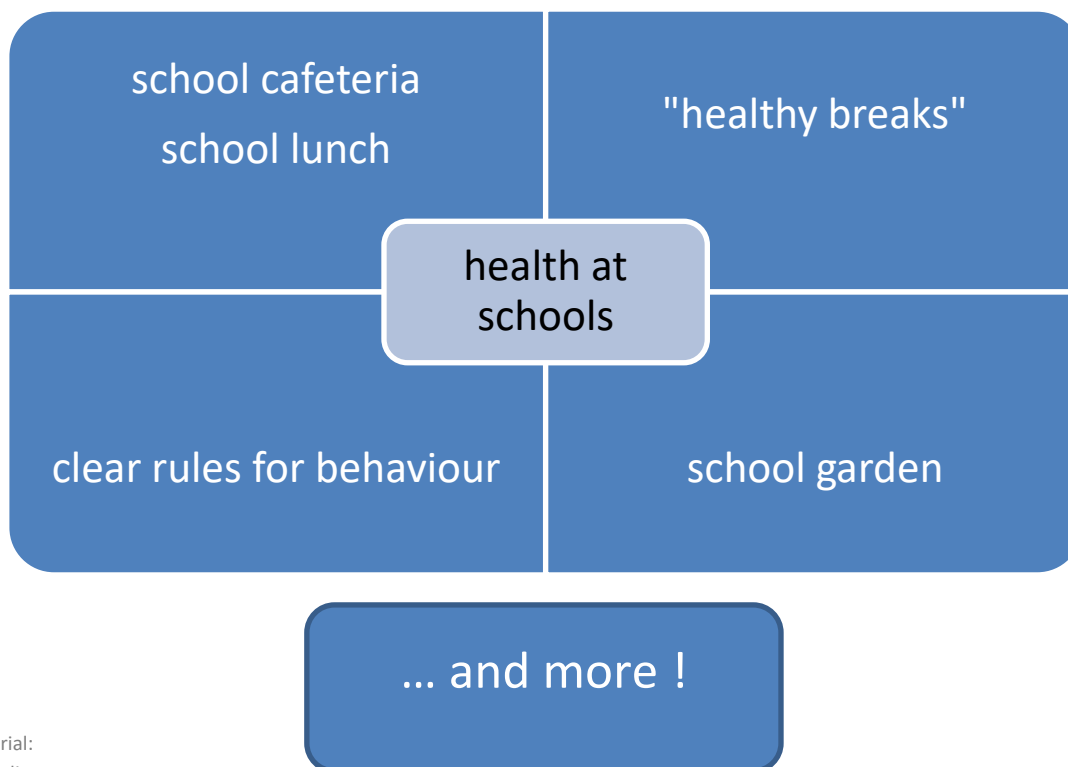 school cafeteria
school lunch
"healthy breaks"
health at
schools
clear rules for behaviour
school garden
... and more !
rial: